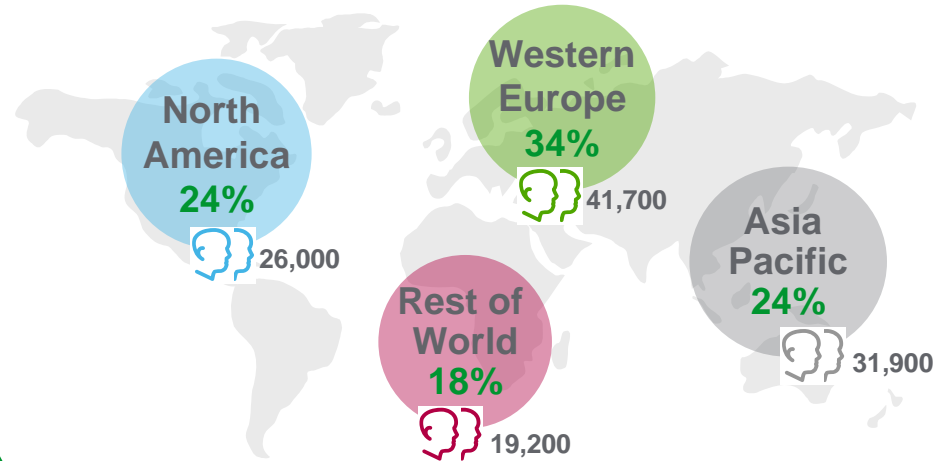 North
America
24%
26,000
Western
Europe
34%
41,700
Asia
Pacific
24%
31,900
Rest of
World
18%
19,200